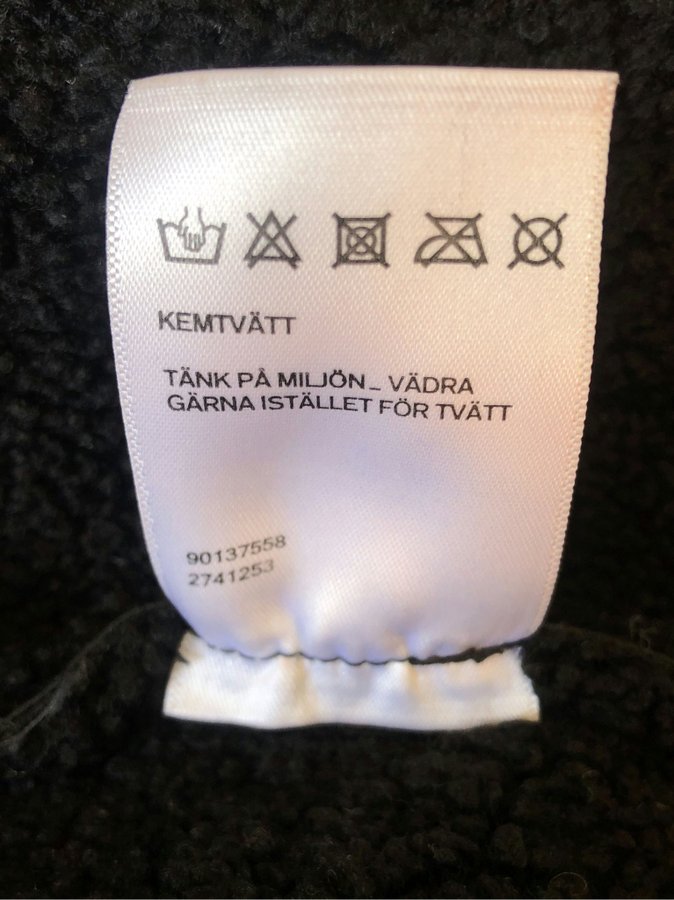 KEMTVÄTT
TÄNK PÅ MILJÖN_ VÄDRA
GÄRNA ISTÄLLET FÖR TVÄTT
90137558
2741253